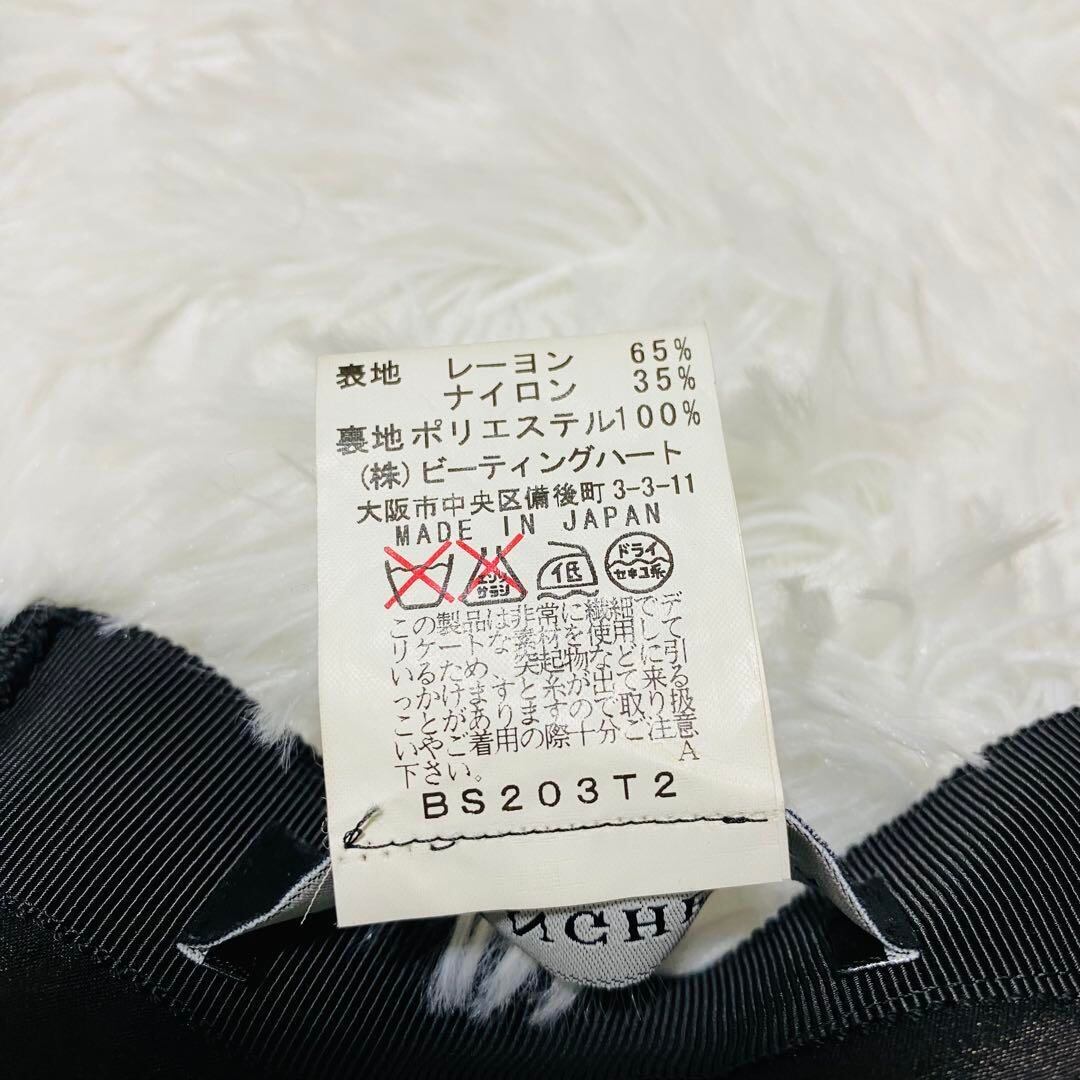 表地 レーヨン 65%
ナイロン 35%
裏地 ポリエステル100%
(株)ビーティングハート
大阪市中央区備後町3-3-11
MADE IN JAPAN
エンソ
サラシ
低
ドライ
セキユ系
この製品は非常に繊細でデ
リケートな素材を使用して
いるため、突起物などに引
っかけますと糸が出て来る
ことがありますので取り扱
いやご着用の際十分ご注意
下さい。 A
BS203T2